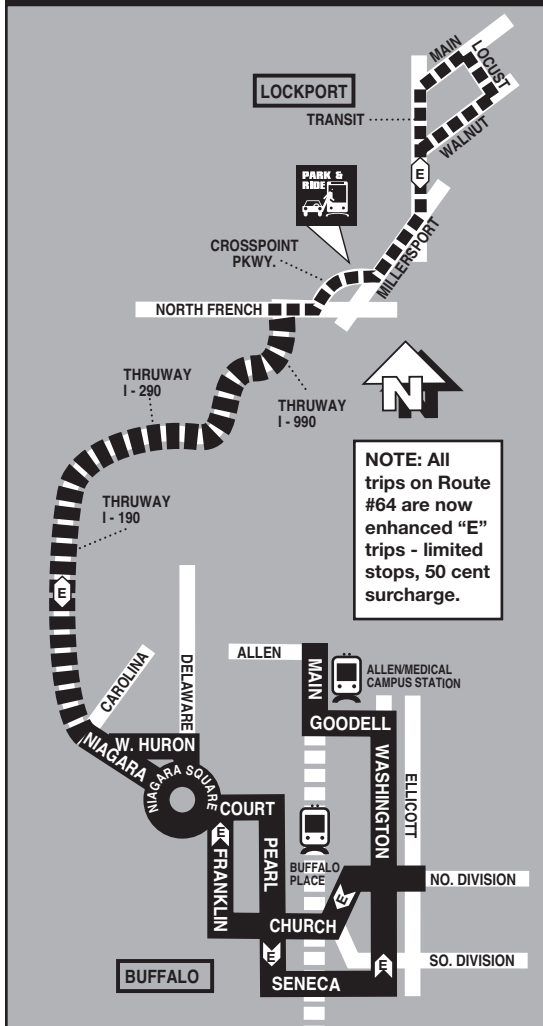 MAIN
LOCUST
LOCKPORT
TRANSIT
WALNUT
E
PARK &
RIDE
CROSSPOINT
PKWY.
MILLERSPORT
NORTH FRENCH
N
THRUWAY
I - 290
THRUWAY
I - 990
NOTE: All
trips on Route
#64 are now
enhanced “E”
trips - limited
stops, 50 cent
surcharge.
THRUWAY
I - 190
E
CAROLINA
DELAWARE
ALLEN
MAIN
ALLEN/MEDICAL
CAMPUS STATION
GOODELL
NIAGARA
W. HURON
NIAGARA SQUARE
WASHINGTON
ELLICOTT
COURT
PEARL
E
FRANKLIN
BUFFALO
PLACE
E
NO. DIVISION
CHURCH
E
E
SO. DIVISION
BUFFALO
SENECA